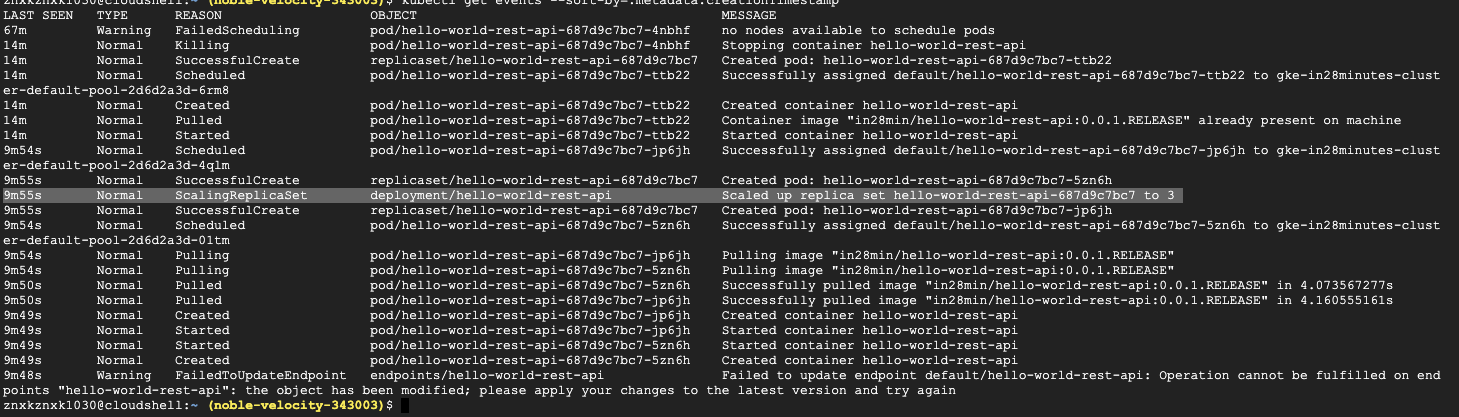 znxkznxk1030@cloudshell:~ (noble-velocity-343003)$ kubectl get events --sort-by=.metadata.creationTimestamp
LAST SEEN   TYPE      REASON                   OBJECT                                       MESSAGE
67m         Warning   FailedScheduling         pod/hello-world-rest-api-687d9c7bc7-4nbhf    no nodes available to schedule pods
14m         Normal    Killing                  pod/hello-world-rest-api-687d9c7bc7-4nbhf    Stopping container hello-world-rest-api
14m         Normal    SuccessfulCreate         replicaset/hello-world-rest-api-687d9c7bc7   Created pod: hello-world-rest-api-687d9c7bc7-ttb22
14m         Normal    Scheduled                pod/hello-world-rest-api-687d9c7bc7-ttb22    Successfully assigned default/hello-world-rest-api-687d9c7bc7-ttb22 to gke-in28minutes-clust
er-default-pool-2d6d2a3d-6rm8
14m         Normal    Created                  pod/hello-world-rest-api-687d9c7bc7-ttb22    Created container hello-world-rest-api
14m         Normal    Pulled                   pod/hello-world-rest-api-687d9c7bc7-ttb22    Container image "in28min/hello-world-rest-api:0.0.1.RELEASE" already present on machine
14m         Normal    Started                  pod/hello-world-rest-api-687d9c7bc7-ttb22    Started container hello-world-rest-api
9m54s       Normal    Scheduled                pod/hello-world-rest-api-687d9c7bc7-jp6jh    Successfully assigned default/hello-world-rest-api-687d9c7bc7-jp6jh to gke-in28minutes-clust
er-default-pool-2d6d2a3d-4qlm
9m55s       Normal    SuccessfulCreate         replicaset/hello-world-rest-api-687d9c7bc7   Created pod: hello-world-rest-api-687d9c7bc7-5zn6h
9m55s       Normal    ScalingReplicaSet        deployment/hello-world-rest-api              Scaled up replica set hello-world-rest-api-687d9c7bc7 to 3
9m55s       Normal    SuccessfulCreate         replicaset/hello-world-rest-api-687d9c7bc7   Created pod: hello-world-rest-api-687d9c7bc7-jp6jh
9m54s       Normal    Scheduled                pod/hello-world-rest-api-687d9c7bc7-5zn6h    Successfully assigned default/hello-world-rest-api-687d9c7bc7-5zn6h to gke-in28minutes-clust
er-default-pool-2d6d2a3d-01tm
9m54s       Normal    Pulling                  pod/hello-world-rest-api-687d9c7bc7-jp6jh    Pulling image "in28min/hello-world-rest-api:0.0.1.RELEASE"
9m54s       Normal    Pulling                  pod/hello-world-rest-api-687d9c7bc7-5zn6h    Pulling image "in28min/hello-world-rest-api:0.0.1.RELEASE"
9m50s       Normal    Pulled                   pod/hello-world-rest-api-687d9c7bc7-5zn6h    Successfully pulled image "in28min/hello-world-rest-api:0.0.1.RELEASE" in 4.073567277s
9m50s       Normal    Pulled                   pod/hello-world-rest-api-687d9c7bc7-jp6jh    Successfully pulled image "in28min/hello-world-rest-api:0.0.1.RELEASE" in 4.160555161s
9m49s       Normal    Created                  pod/hello-world-rest-api-687d9c7bc7-jp6jh    Created container hello-world-rest-api
9m49s       Normal    Started                  pod/hello-world-rest-api-687d9c7bc7-jp6jh    Started container hello-world-rest-api
9m49s       Normal    Started                  pod/hello-world-rest-api-687d9c7bc7-5zn6h    Started container hello-world-rest-api
9m49s       Normal    Created                  pod/hello-world-rest-api-687d9c7bc7-5zn6h    Created container hello-world-rest-api
9m48s       Warning   FailedToUpdateEndpoint   endpoints/hello-world-rest-api               Failed to update endpoint default/hello-world-rest-api: Operation cannot be fulfilled on end
points "hello-world-rest-api": the object has been modified; please apply your changes to the latest version and try again
znxkznxk1030@cloudshell:~ (noble-velocity-343003)$